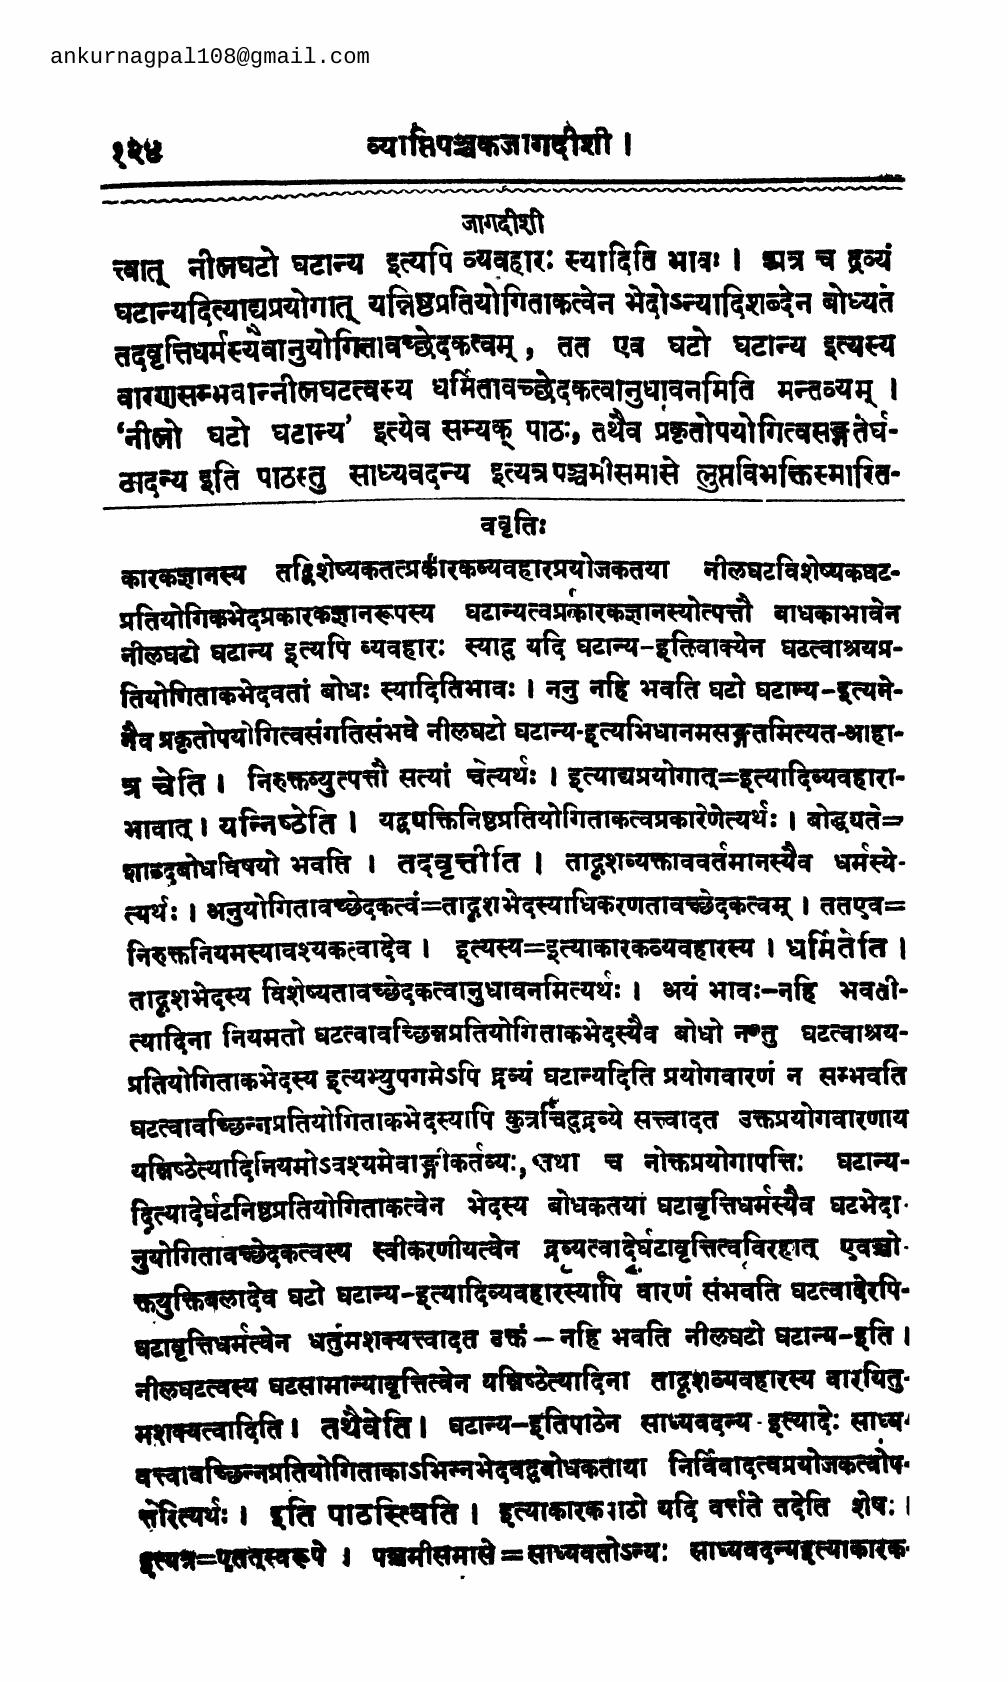 ankurnagpal108@gmail.com
१२४ व्याप्तिपञ्चकजागदीशी ।
जागदीशी
त्त्वात् नीलघटो घटान्य इत्यपि व्यवहारः स्यादिति भावः । अत्र च द्रव्यं
घटान्यदित्याद्यप्रयोगात् यन्निष्ठप्रतियोगिताकत्वेन भेदोऽन्यादिशब्देन बोध्यते
तदवृत्तिधर्मस्यैवानुयोगितावच्छेदकत्वम् , तत एव घटो घटान्य इत्यस्य
वारणसम्भवान्नीलघटत्वस्य धर्मितावच्छेदकत्वानुधावनमिति मन्तव्यम् ।
‘नीलो घटो घटान्य’ इत्येव सम्यक् पाठः, तथैव प्रकृतोपयोगित्वसङ्गतेर्घ-
टादन्य इति पाठस्तु साध्यवदन्य इत्यत्र पञ्चमीसमासे लुप्तविभक्तिस्मारित-
विवृतिः
कारकज्ञानस्य तद्विशेष्यकतत्प्रकारकव्यवहारप्रयोजकतया नीलघटविशेष्यकघट-
प्रतियोगिकभेदप्रकारकज्ञानरूपस्य घटान्यत्वप्रकारकज्ञानस्योत्पत्तौ बाधकाभावेन
नीलघटो घटान्य इत्यपि व्यवहारः स्याद्व यदि घटान्य-इतिवाक्येन घटत्वाश्रयप्र-
तियोगिताकभेदवतां बोधः स्यादितिभावः । ननु नहि भवति घटो घटान्य-इत्यने-
नैव प्रकृतोपयोगित्वसंगतिसंभवे नीलघटो घटान्य-इत्यभिधानमसङ्गतमित्यत-आहा-
त्र चेति । निरुक्तव्युत्पत्तौ सत्यां चेत्यर्थः । इत्याद्यप्रयोगात्=इत्यादिव्यवहारा-
भावात् । यन्निष्ठेति । यद्व्यक्तिनिष्ठप्रतियोगिताकत्वप्रकारेणेत्यर्थः । बोद्ध्यते=
शाब्दबोधविषयो भवति । तदवृत्तीति । तादृशव्यक्ताववर्तमानस्यैव धर्मस्ये-
त्यर्थः । अनुयोगितावच्छेदकत्वं=तादृशभेदस्याधिकरणतावच्छेदकत्वम् । ततएव=
निरुक्तनियमस्यावश्यकत्वादेव । इत्यस्य=इत्याकारकव्यवहारस्य । धर्मितेति ।
तादृशभेदस्य विशेष्यतावच्छेदकत्वानुधावनमित्यर्थः । अयं भावः-नहि भवती-
त्यादिना नियमतो घटत्वावच्छिन्नप्रतियोगिताकभेदस्यैव बोधो नतु घटत्वाश्रय-
प्रतियोगिताकभेदस्य इत्यभ्युपगमेऽपि द्रव्यं घटान्यदिति प्रयोगवारणं न सम्भवति
घटत्वावच्छिन्नप्रतियोगिताकभेदस्यापि कुत्रचिद्द्रव्ये सत्त्वादत उक्तप्रयोगवारणाय
यन्निष्ठेत्यादिनियमोऽवश्यमेवाङ्गीकर्तव्यः, तथा च नोक्तप्रयोगापत्तिः घटान्य-
दित्यादेर्घटनिष्ठप्रतियोगिताकत्वेन भेदस्य बोधकतया घटावृत्तिधर्मस्यैव घटभेदा-
नुयोगितावच्छेदकत्वस्य स्वीकरणीयत्वेन द्रव्यत्वादेर्घटावृत्तित्वविरहात् एवञ्चो-
क्तयुक्तिबलादेव घटो घटान्य-इत्यादिव्यवहारस्यापि वारणं संभवति घटत्वादेरपि-
घटावृत्तिधर्मत्वेन धर्तुमशक्यत्त्वादत उक्तं – नहि भवति नीलघटो घटान्य-इति ।
नीलघटत्वस्य घटसामान्यावृत्तित्वेन यन्निष्ठेत्यादिना तादृशव्यवहारस्य वारयितु-
मशक्यत्वादिति । तथैवेति । घटान्य-इतिपाठेन साध्यवदन्य-इत्यादेः साध्य-
वत्त्वावच्छिन्नप्रतियोगिताकाऽभिन्नभेदवद्बोधकताया निर्विवादत्वप्रयोजकत्वोप-
त्तेरित्यर्थः । इति पाठस्त्विति । इत्याकारकपाठो यदि वर्त्तते तदेति शेषः ।
इत्यत्र=एतत्स्वरूपे । पञ्चमीसमासे=साध्यवतोऽन्यः साध्यवदन्यइत्याकारक-